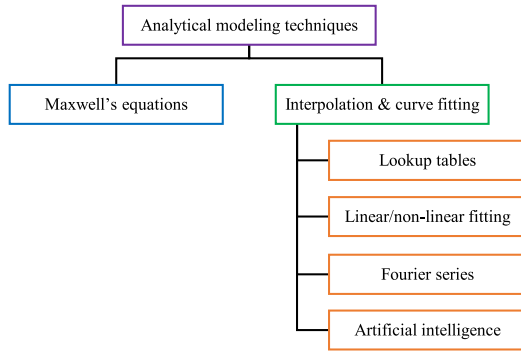 Analytical modeling techniques
Maxwell's equations
Interpolation & curve fitting
Lookup tables
Linear/non-linear fitting
Fourier series
Artificial intelligence